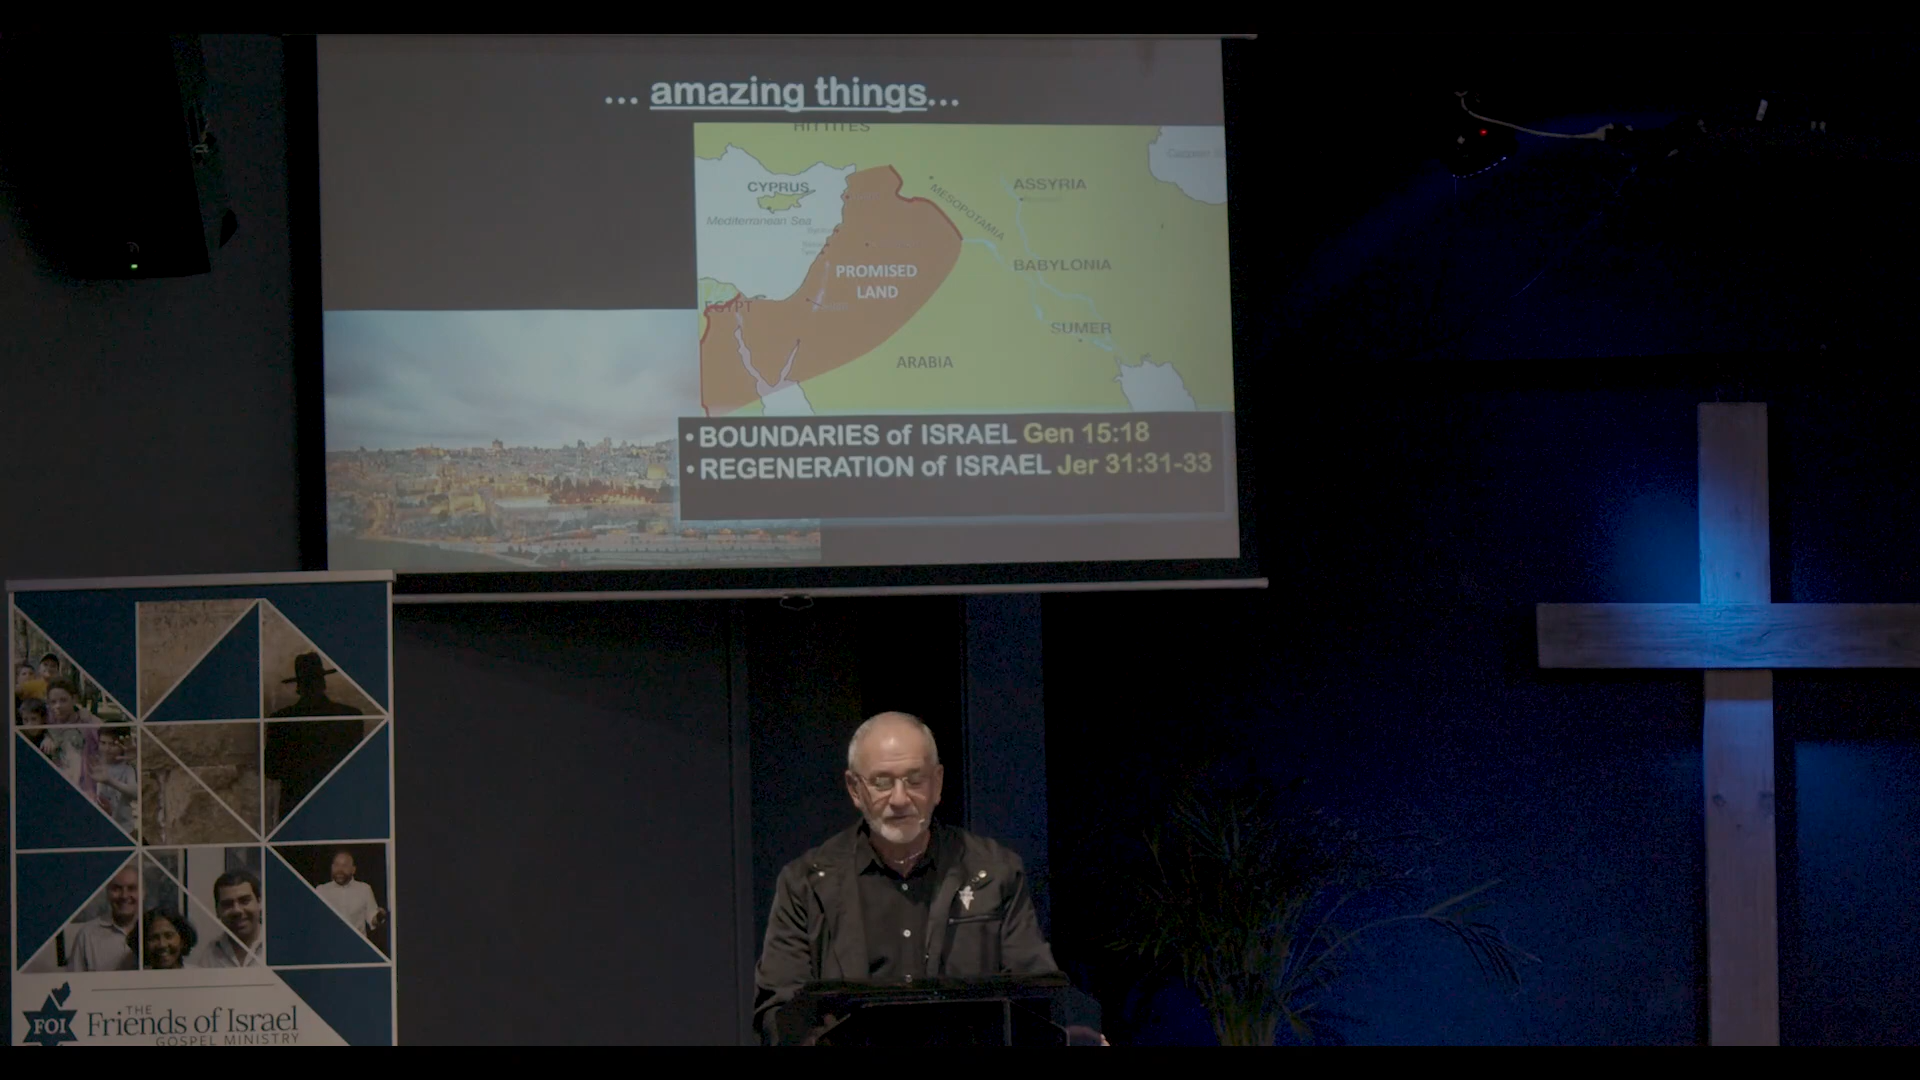 ... amazing things...
HITTITES
CYPRUS
Mediterranean Sea
ASSYRIA
MESOPOTAMIA
BABYLONIA
PROMISED
LAND
EGYPT
SUMER
ARABIA
• BOUNDARIES of ISRAEL Gen 15:18
• REGENERATION of ISRAEL Jer 31:31-33
FOI
THE
Friends of Israel
GOSPEL MINISTRY